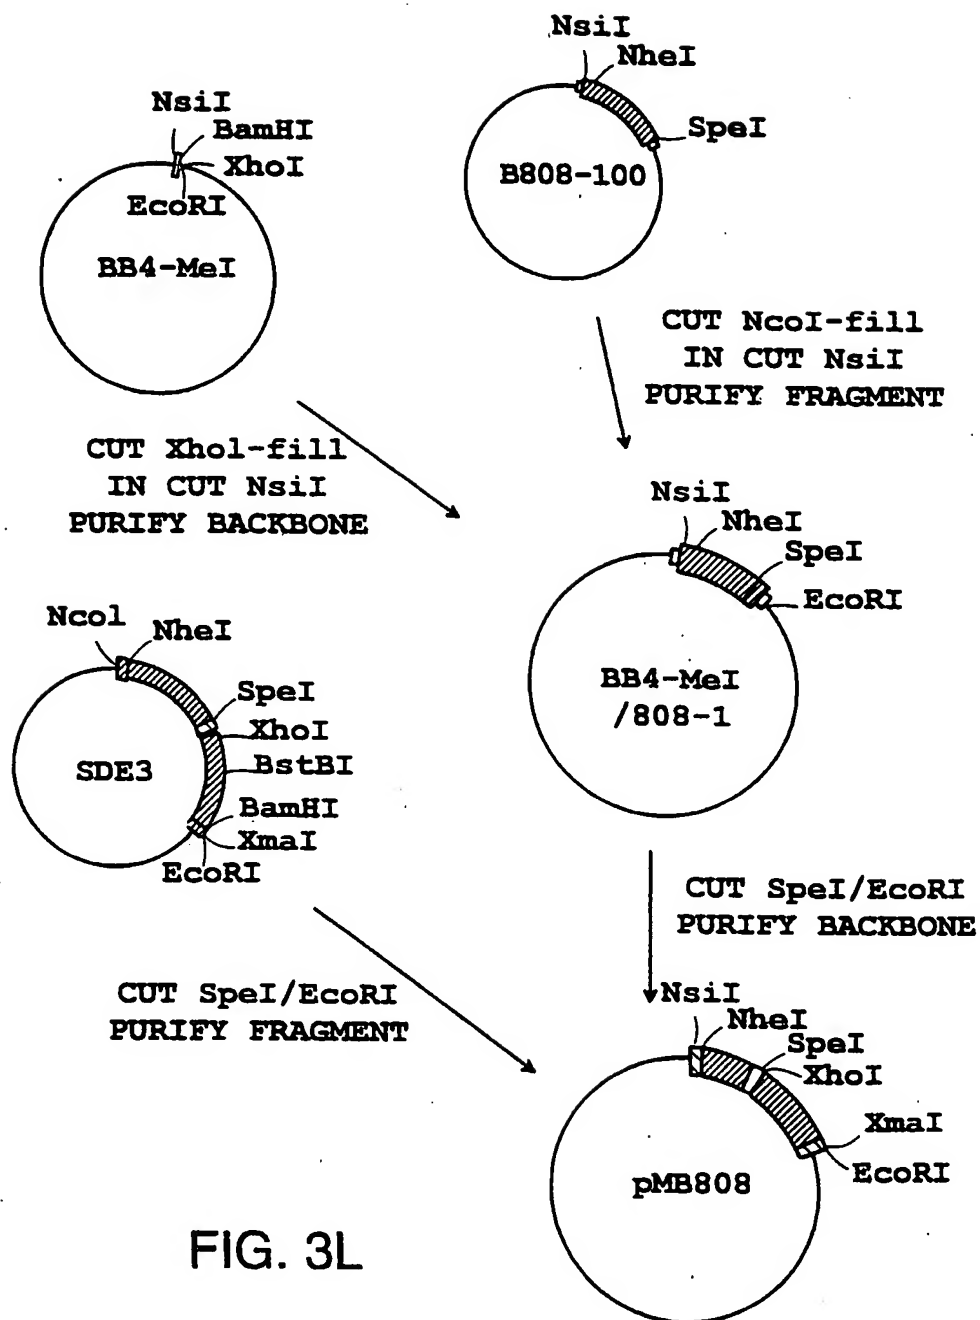 NsiI
BamHI
XhoI
EcoRI
BB4-MeI
NsiI
NheI
SpeI
B808-100
CUT NcoI-fill
IN CUT NsiI
PURIFY FRAGMENT
CUT Xhol-fill
IN CUT NsiI
PURIFY BACKBONE
NsiI
NheI
SpeI
EcoRI
BB4-MeI
/808-1
Ncol
NheI
SpeI
XhoI
BstBI
BamHI
XmaI
EcoRI
SDE3
CUT SpeI/EcoRI
PURIFY BACKBONE
CUT SpeI/EcoRI
PURIFY FRAGMENT
NsiI
NheI
SpeI
XhoI
XmaI
EcoRI
pMB808
FIG. 3L